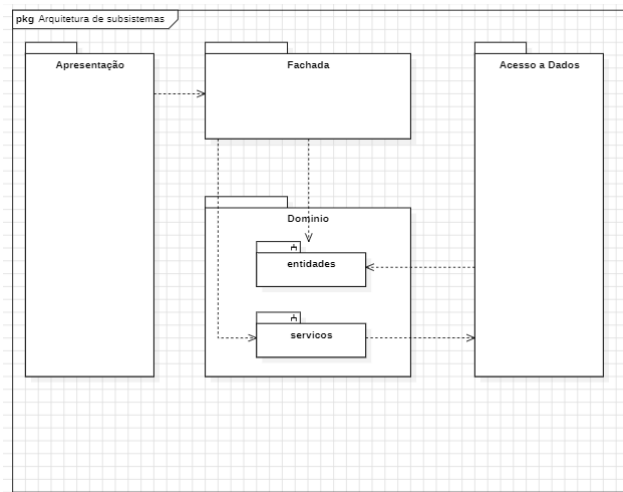 pkg Arquitetura de subsistemas
Apresentação
Fachada
Acesso a Dados
Dominio
entidades
servicos